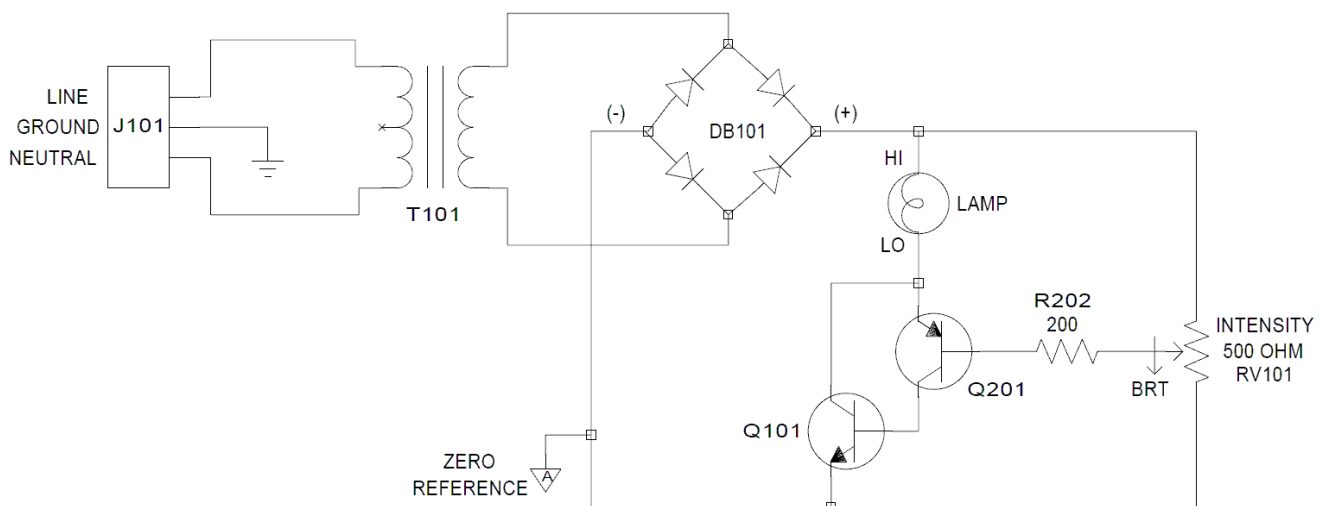 LINE
GROUND
NEUTRAL
J101
T101
(-)
DB101
(+)
HI
LAMP
LO
R202
200
INTENSITY
500 OHM
RV101
BRT
Q201
Q101
ZERO
REFERENCE
A